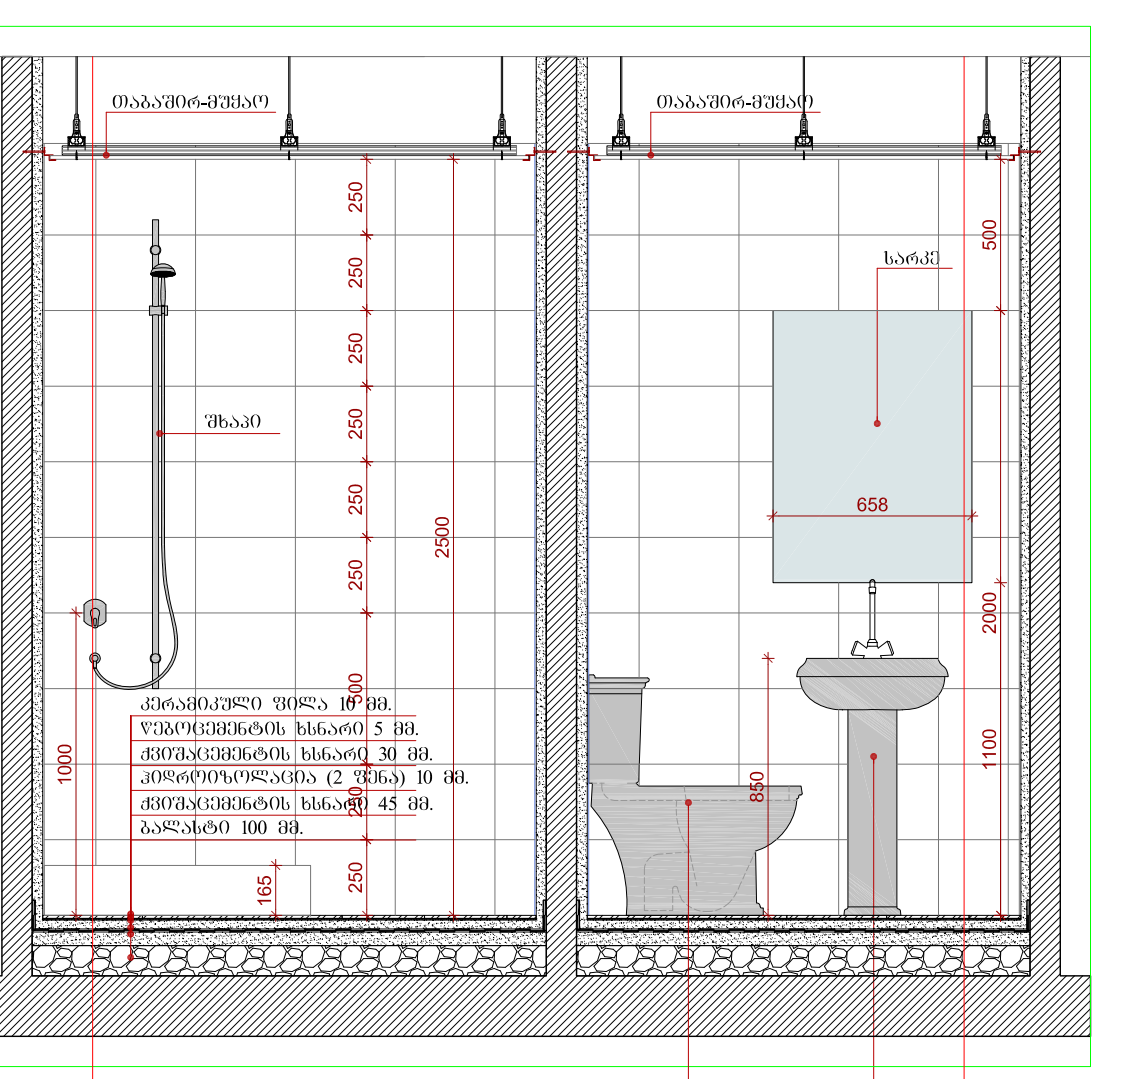 თაბაშირ-მუყაო
თაბაშირ-მუყაო
250
500
250
სარკე
250
250
შხაპი
658
2500
250
2000
500
კერამიკული ფილა 10 მმ.
წებოცემენტის ხსნარი 5 მმ.
ქვიშაცემენტის ხსნარი 30 მმ.
1000
1100
ჰიდროიზოლაცია (2 ფენა) 10 მმ.
850
250
ქვიშაცემენტის ხსნარი 45 მმ.
ბალასტი 100 მმ.
165
250